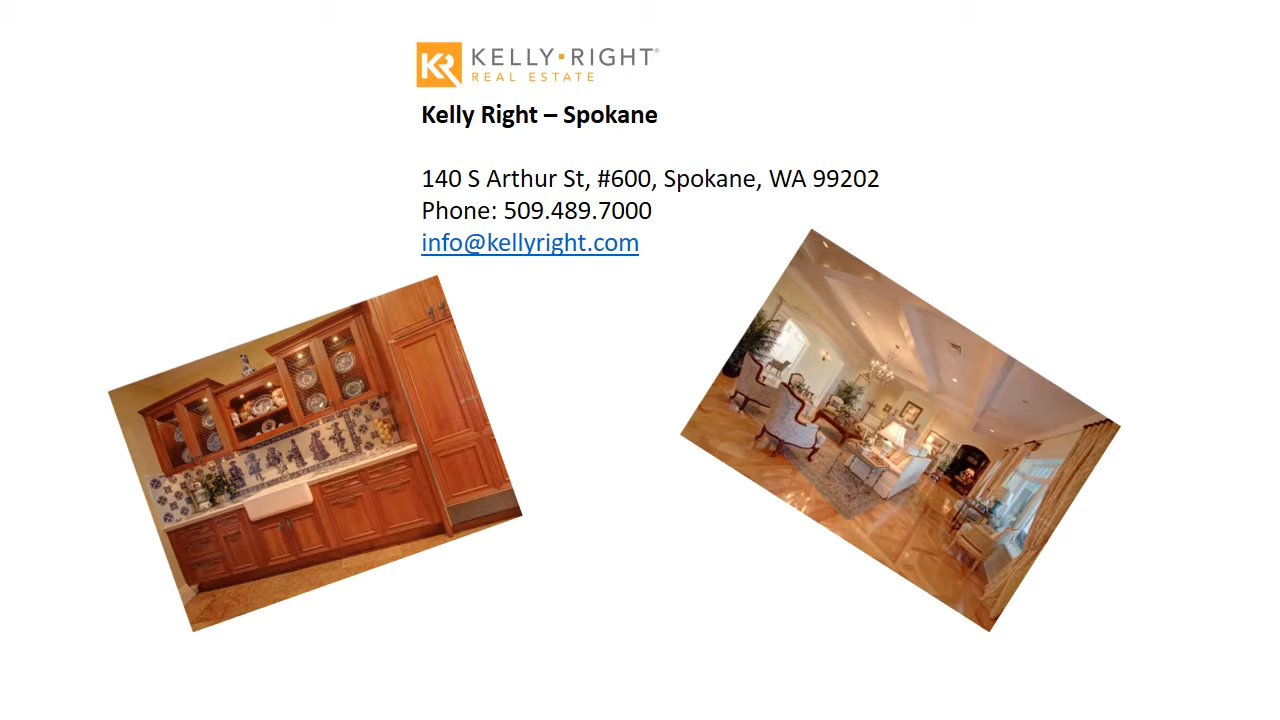 KR KELLY·RIGHT®
REAL ESTATE
Kelly Right – Spokane
140 S Arthur St, #600, Spokane, WA 99202
Phone: 509.489.7000
info@kellyright.com